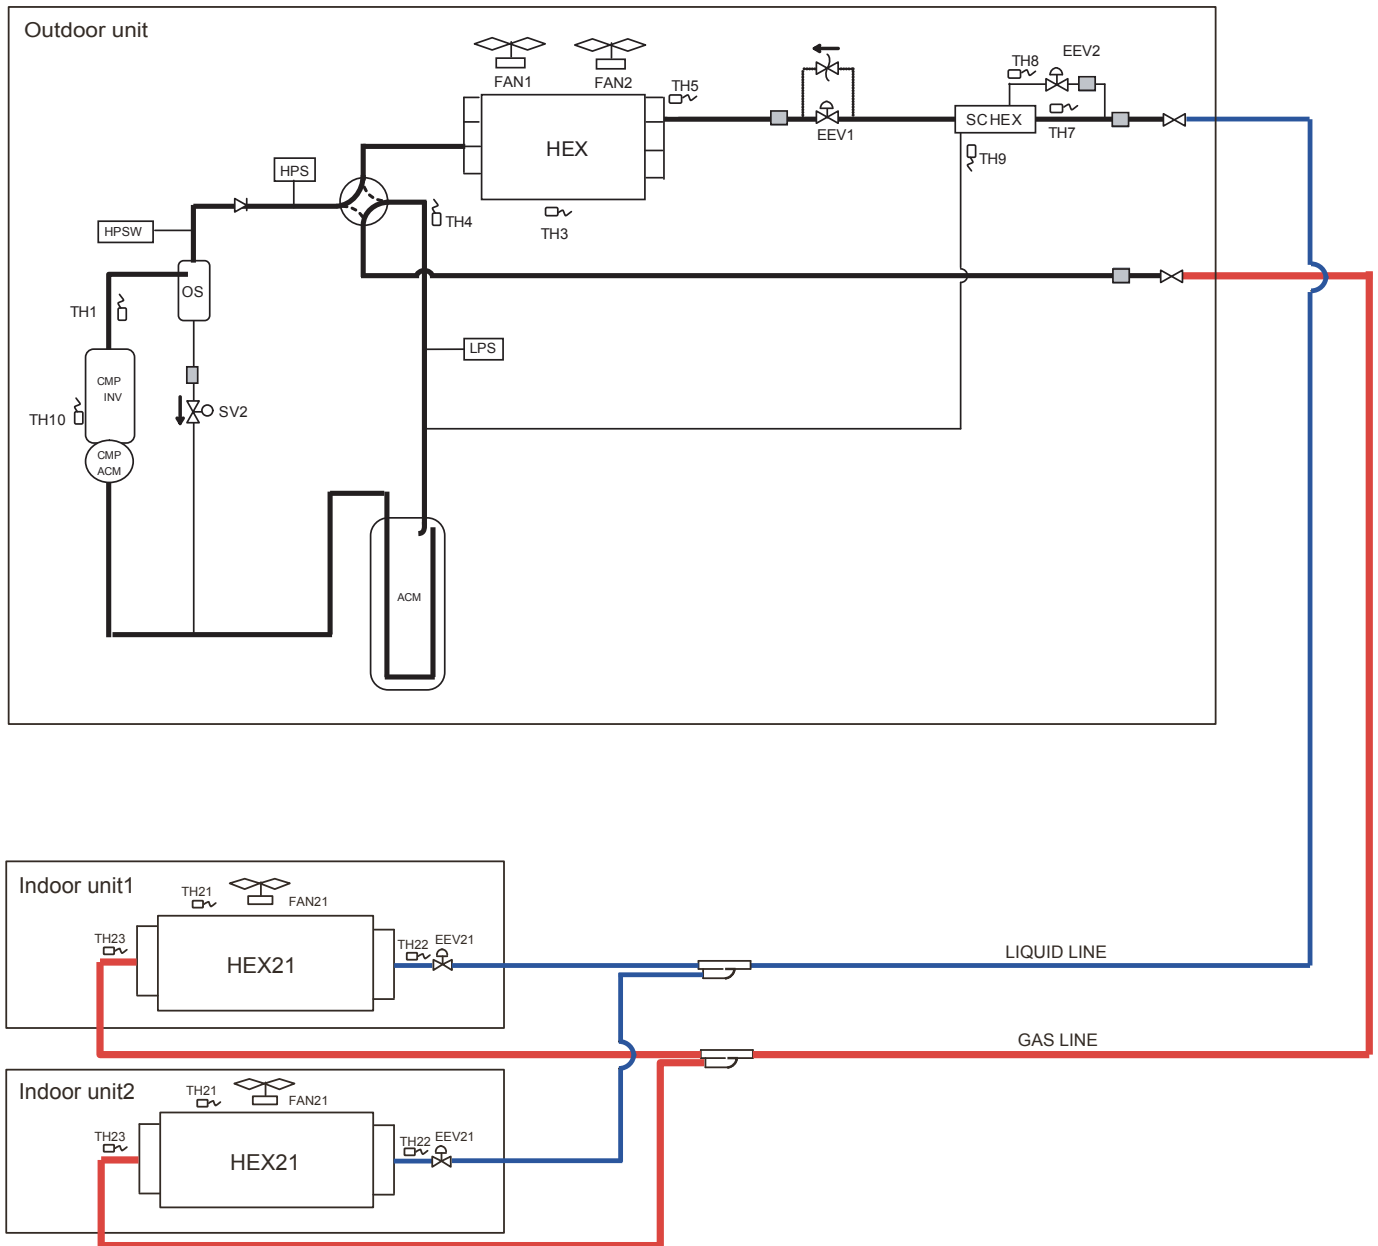 Outdoor unit
EEV2
TH8
FAN1
FAN2
TH5
EEV1
SCHEX
TH7
HEX
TH9
HPS
TH4
TH3
HPSW
OS
TH1
LPS
CMP
INV
SV2
TH10
CMP
ACM
ACM
Indoor unit1
TH21
FAN21
TH23
TH22
EEV21
HEX21
LIQUID LINE
GAS LINE
Indoor unit2
TH21
FAN21
TH23
TH22
EEV21
HEX21